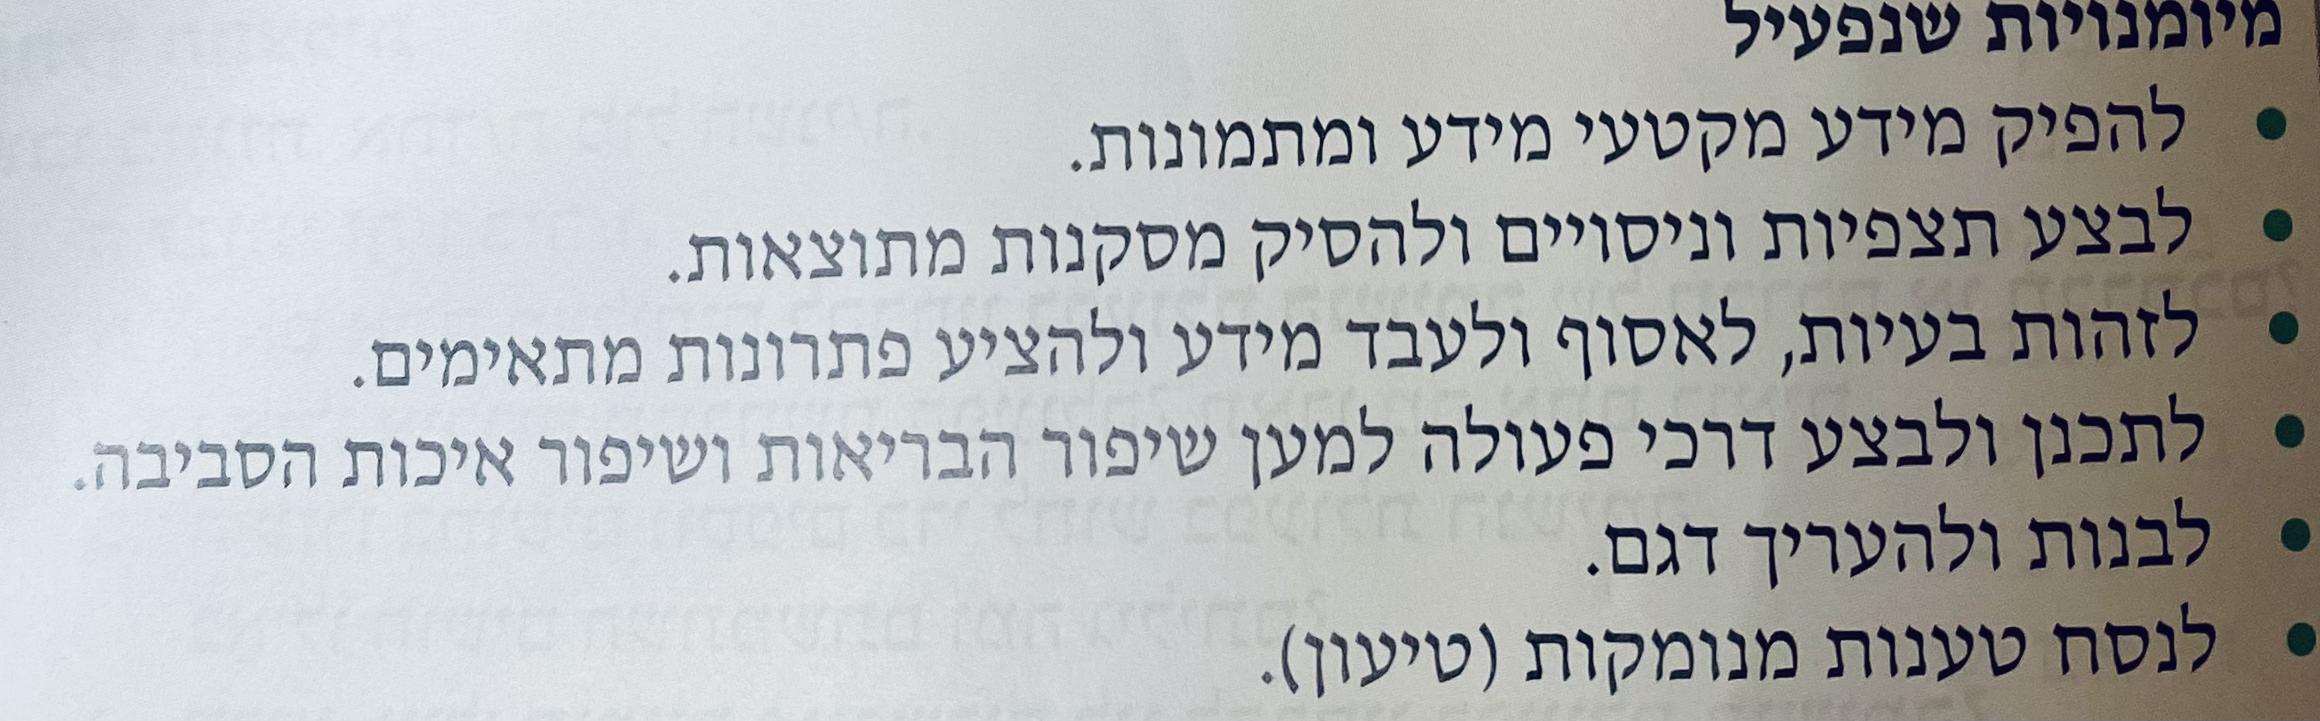 מיומנויות שנפעיל
• להפיק מידע מקטעי מידע ומתמונות.
• לבצע תצפיות וניסויים ולהסיק מסקנות מתוצאות.
• לזהות בעיות, לאסוף ולעבד מידע ולהציע פתרונות מתאימים.
• לתכנן ולבצע דרכי פעולה למען שיפור הבריאות ושיפור איכות הסביבה.
• לבנות ולהעריך דגם.
• לנסח טענות מנומקות (טיעון).